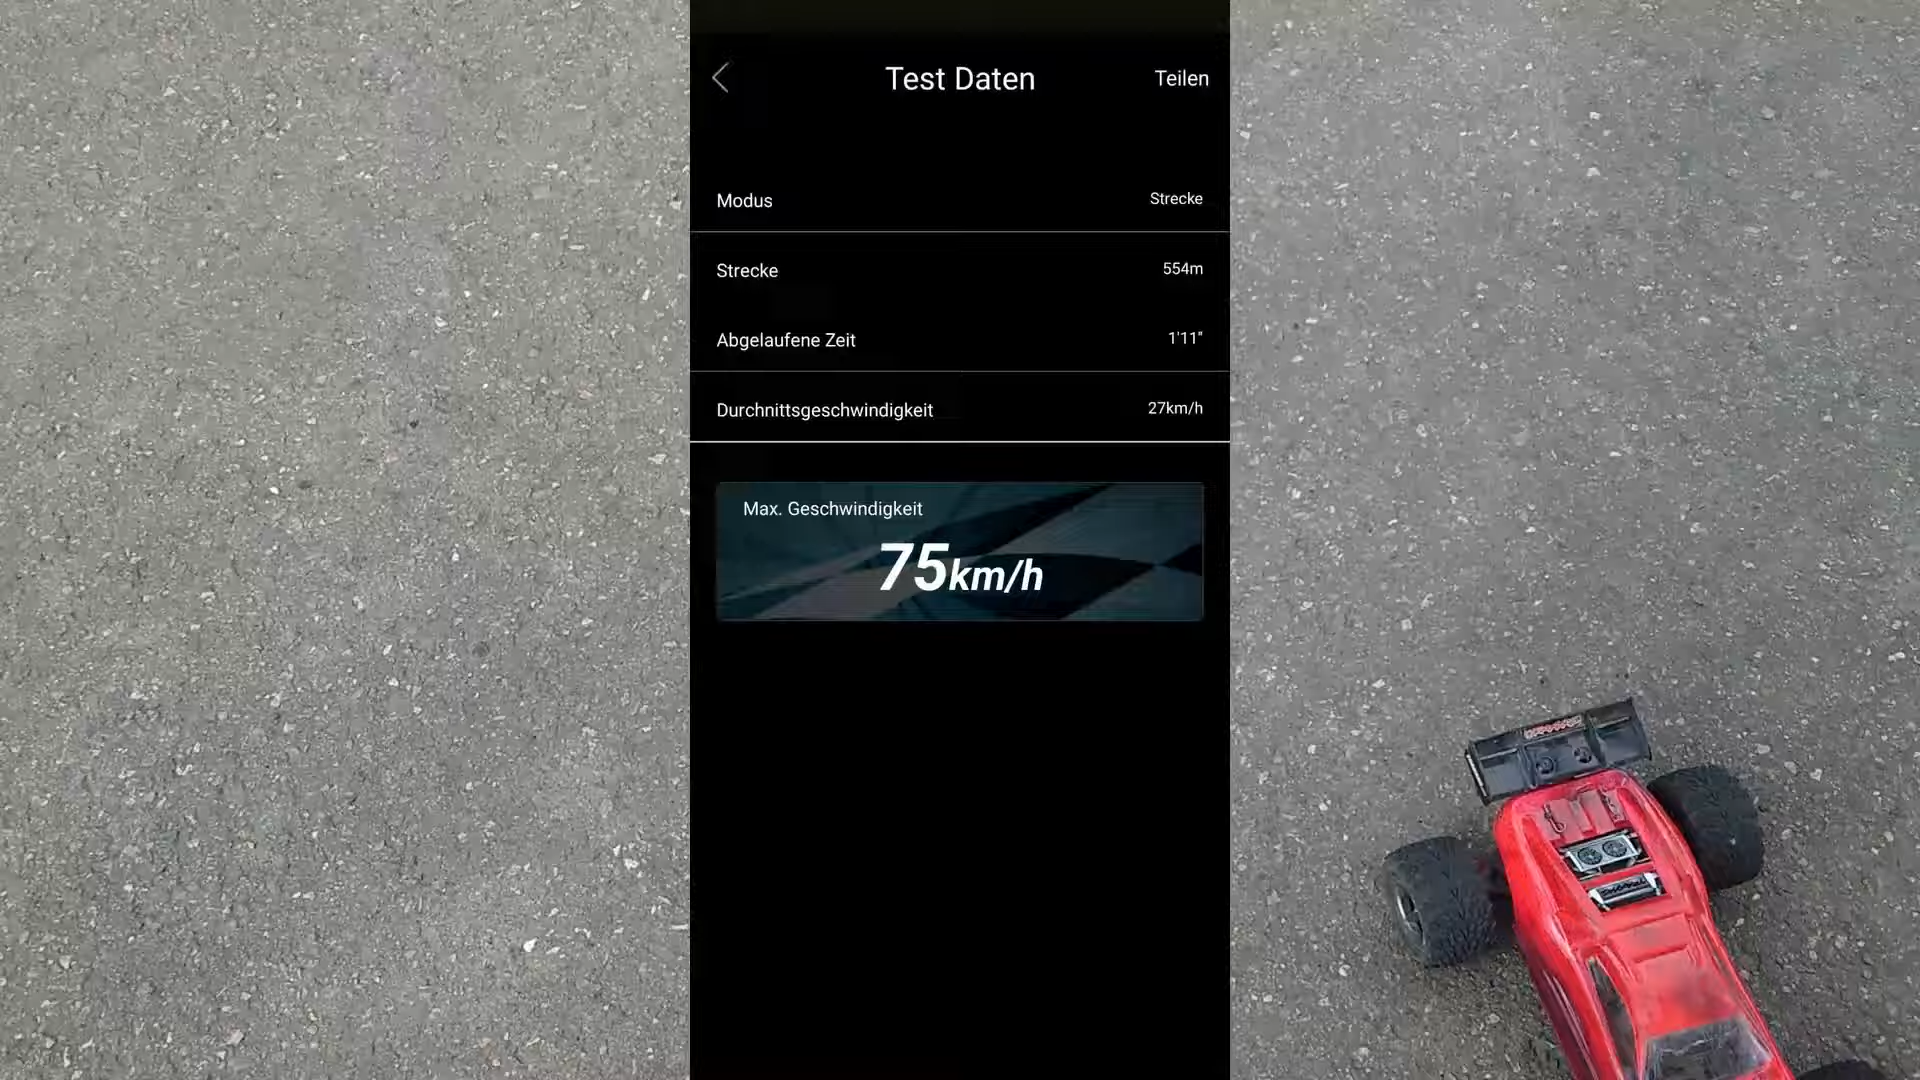 Test Daten
Teilen
Modus
Strecke
Strecke
554m
Abgelaufene Zeit
1'11"
Durchnittsgeschwindigkeit
27km/h
Max. Geschwindigkeit
75km/h